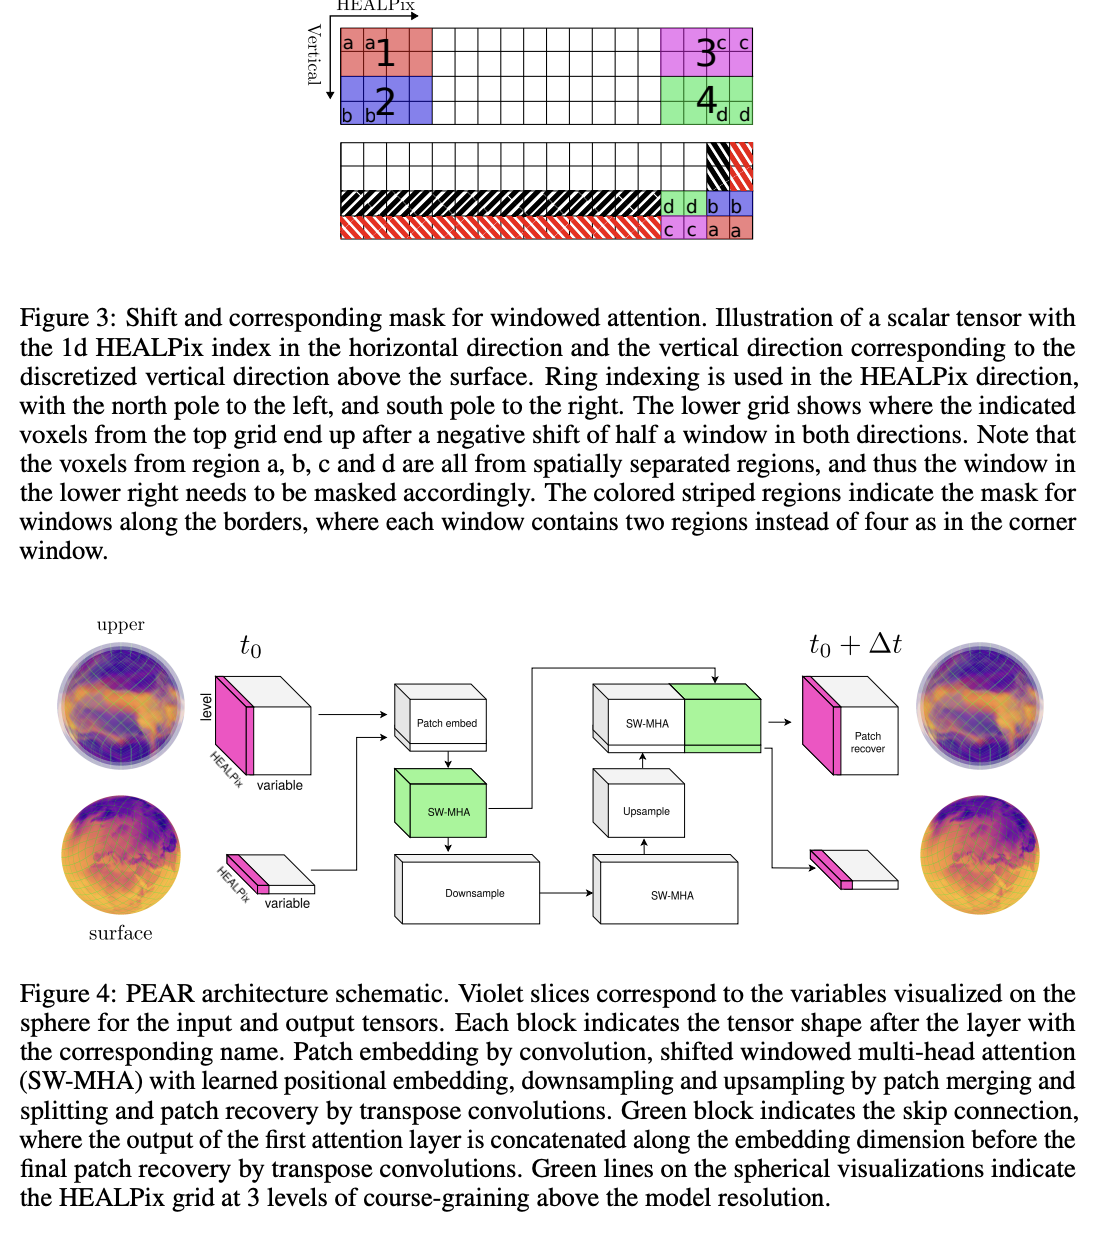 HEALPix
Vertical
a a 1 3 c c
b b 2 4 d d
d d b b
c c a a
Figure 3: Shift and corresponding mask for windowed attention. Illustration of a scalar tensor with
the 1d HEALPix index in the horizontal direction and the vertical direction corresponding to the
discretized vertical direction above the surface. Ring indexing is used in the HEALPix direction,
with the north pole to the left, and south pole to the right. The lower grid shows where the indicated
voxels from the top grid end up after a negative shift of half a window in both directions. Note that
the voxels from region a, b, c and d are all from spatially separated regions, and thus the window in
the lower right needs to be masked accordingly. The colored striped regions indicate the mask for
windows along the borders, where each window contains two regions instead of four as in the corner
window.
upper
t₀
t₀ + Δt
level
HEALPix
variable
Patch embed
SW-MHA
Patch
recover
SW-MHA
Upsample
HEALPix
variable
Downsample
SW-MHA
surface
Figure 4: PEAR architecture schematic. Violet slices correspond to the variables visualized on the
sphere for the input and output tensors. Each block indicates the tensor shape after the layer with
the corresponding name. Patch embedding by convolution, shifted windowed multi-head attention
(SW-MHA) with learned positional embedding, downsampling and upsampling by patch merging and
splitting and patch recovery by transpose convolutions. Green block indicates the skip connection,
where the output of the first attention layer is concatenated along the embedding dimension before the
final patch recovery by transpose convolutions. Green lines on the spherical visualizations indicate
the HEALPix grid at 3 levels of course-graining above the model resolution.